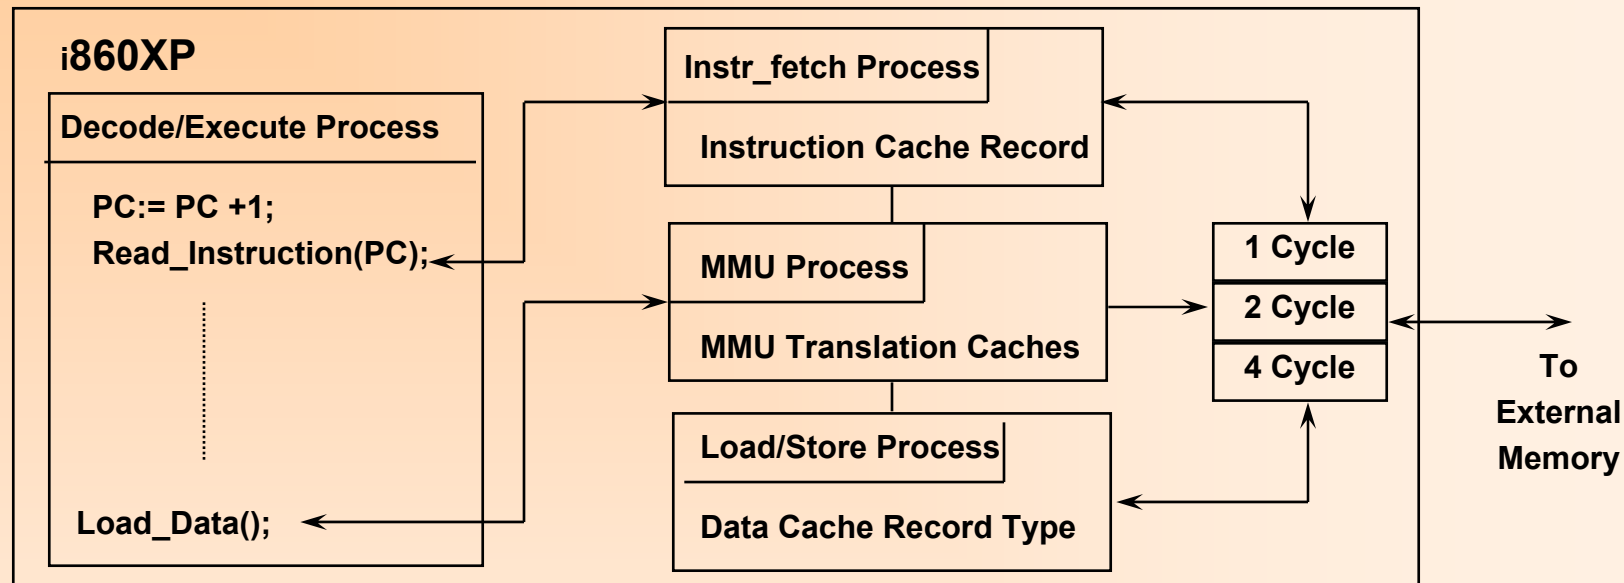 i860XP
Decode/Execute Process
PC:= PC +1;
Read_Instruction(PC);
Load_Data();
Instr_fetch Process
Instruction Cache Record
MMU Process
MMU Translation Caches
Load/Store Process
Data Cache Record Type
1 Cycle
2 Cycle
4 Cycle
To
External
Memory